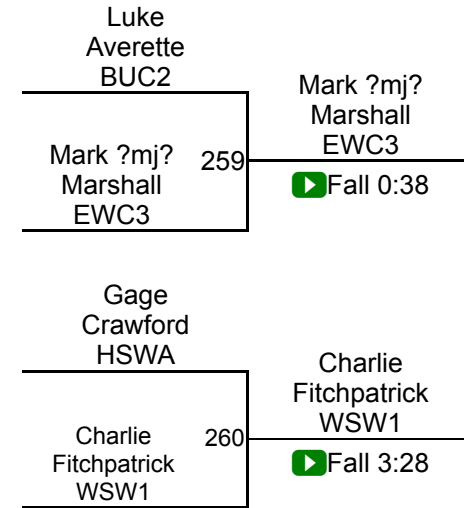 Luke
Averette
BUC2
Mark ?mj?
Marshall
EWC3
259
Mark ?mj?
Marshall
EWC3
Fall 0:38
Gage
Crawford
HSWA
Charlie
Fitchpatrick
WSW1
260
Charlie
Fitchpatrick
WSW1
Fall 3:28